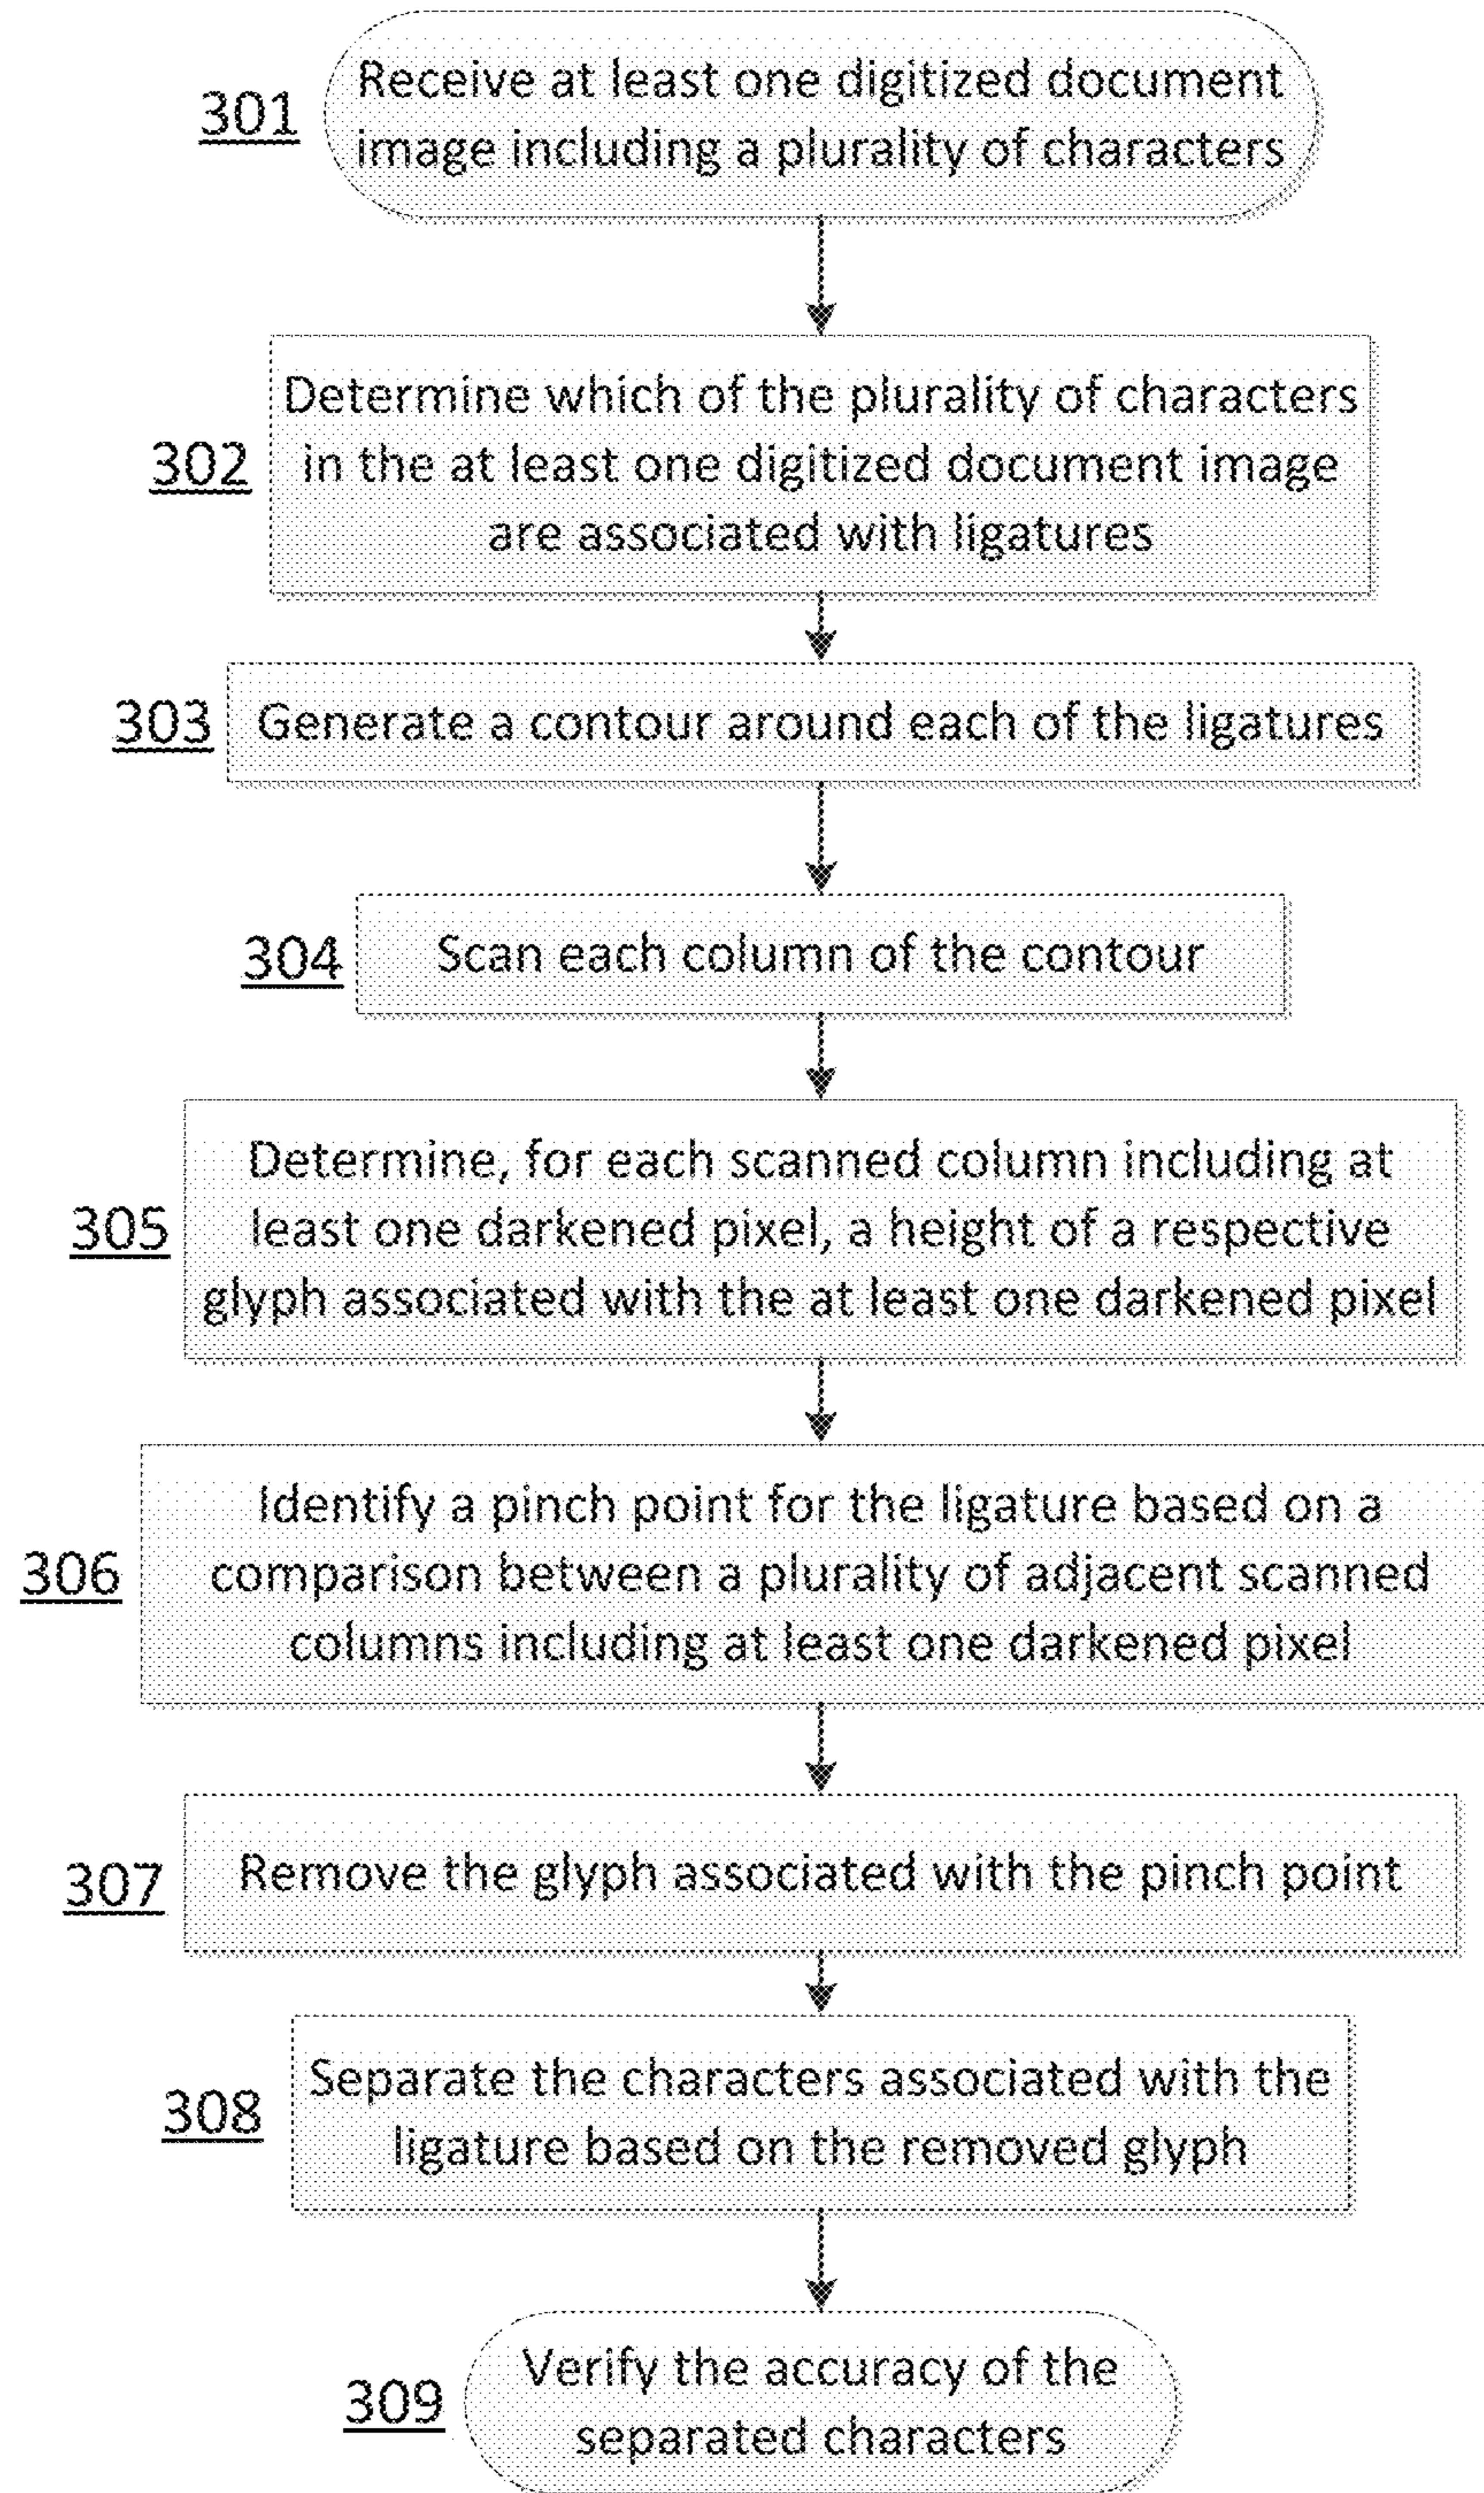 301
Receive at least one digitized document
image including a plurality of characters
302
Determine which of the plurality of characters
in the at least one digitized document image
are associated with ligatures
303
Generate a contour around each of the ligatures
304
Scan each column of the contour
305
Determine, for each scanned column including at
least one darkened pixel, a height of a respective
glyph associated with the at least one darkened pixel
306
Identify a pinch point for the ligature based on a
comparison between a plurality of adjacent scanned
columns including at least one darkened pixel
307
Remove the glyph associated with the pinch point
308
Separate the characters associated with the
ligature based on the removed glyph
309
Verify the accuracy of the
separated characters